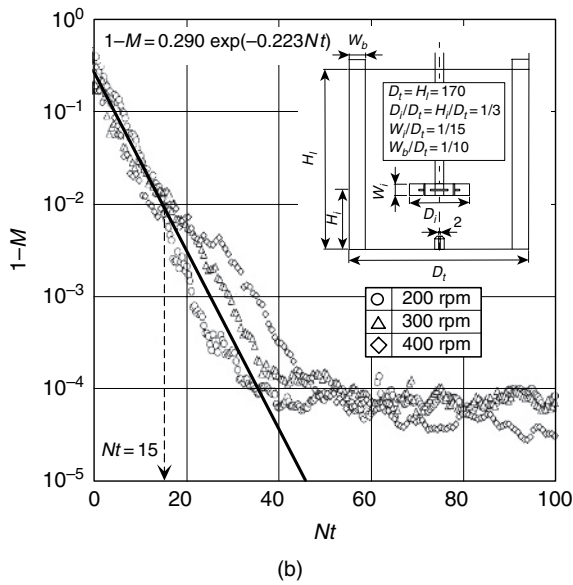 1–M = 0.290 exp(–0.223Nt)
10⁰
10⁻¹
10⁻²
10⁻³
10⁻⁴
10⁻⁵
1–M
W_b
D_t = H_l = 170
D_i/D_t = H_i/D_t = 1/3
W_i/D_t = 1/15
W_b/D_t = 1/10
H_l
H_i
W_i
D_i
2
D_t
200 rpm
300 rpm
400 rpm
Nt = 15
0
20
40
60
80
100
Nt
(b)